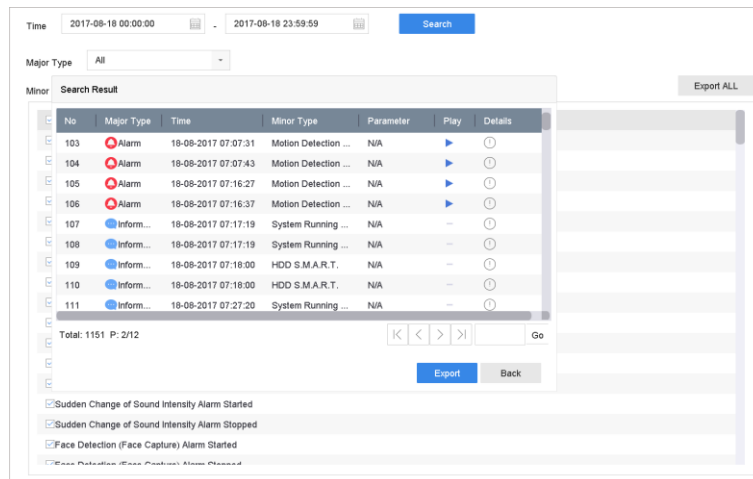 Time 2017-08-18 00:00:00 - 2017-08-18 23:59:59 Search
Major Type All
Minor Search Result Export ALL
No Major Type Time Minor Type Parameter Play Details
103 Alarm 18-08-2017 07:07:31 Motion Detection ... N/A
104 Alarm 18-08-2017 07:07:43 Motion Detection ... N/A
105 Alarm 18-08-2017 07:16:27 Motion Detection ... N/A
106 Alarm 18-08-2017 07:16:37 Motion Detection ... N/A
107 Inform... 18-08-2017 07:17:19 System Running ... N/A —
108 Inform... 18-08-2017 07:17:19 System Running ... N/A —
109 Inform... 18-08-2017 07:18:00 HDD S.M.A.R.T. N/A —
110 Inform... 18-08-2017 07:18:00 HDD S.M.A.R.T. N/A —
111 Inform... 18-08-2017 07:27:20 System Running ... N/A —
Total: 1151 P: 2/12 Go
Export Back
Sudden Change of Sound Intensity Alarm Started
Sudden Change of Sound Intensity Alarm Stopped
Face Detection (Face Capture) Alarm Started
Face Detection (Face Capture) Alarm Stopped